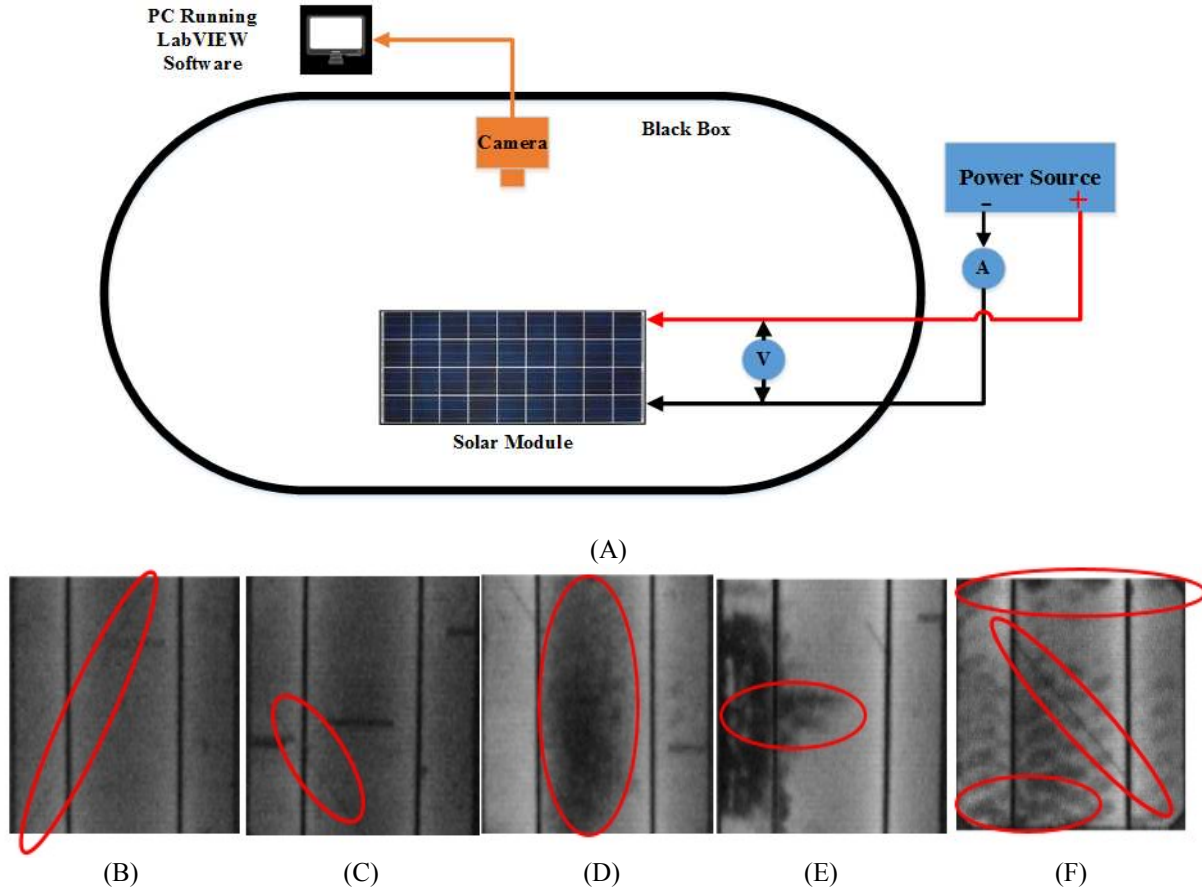 PC Running
LabVIEW
Software
Camera
Black Box
Power Source
- +
A
V
Solar Module
(A)
(B) (C) (D) (E) (F)